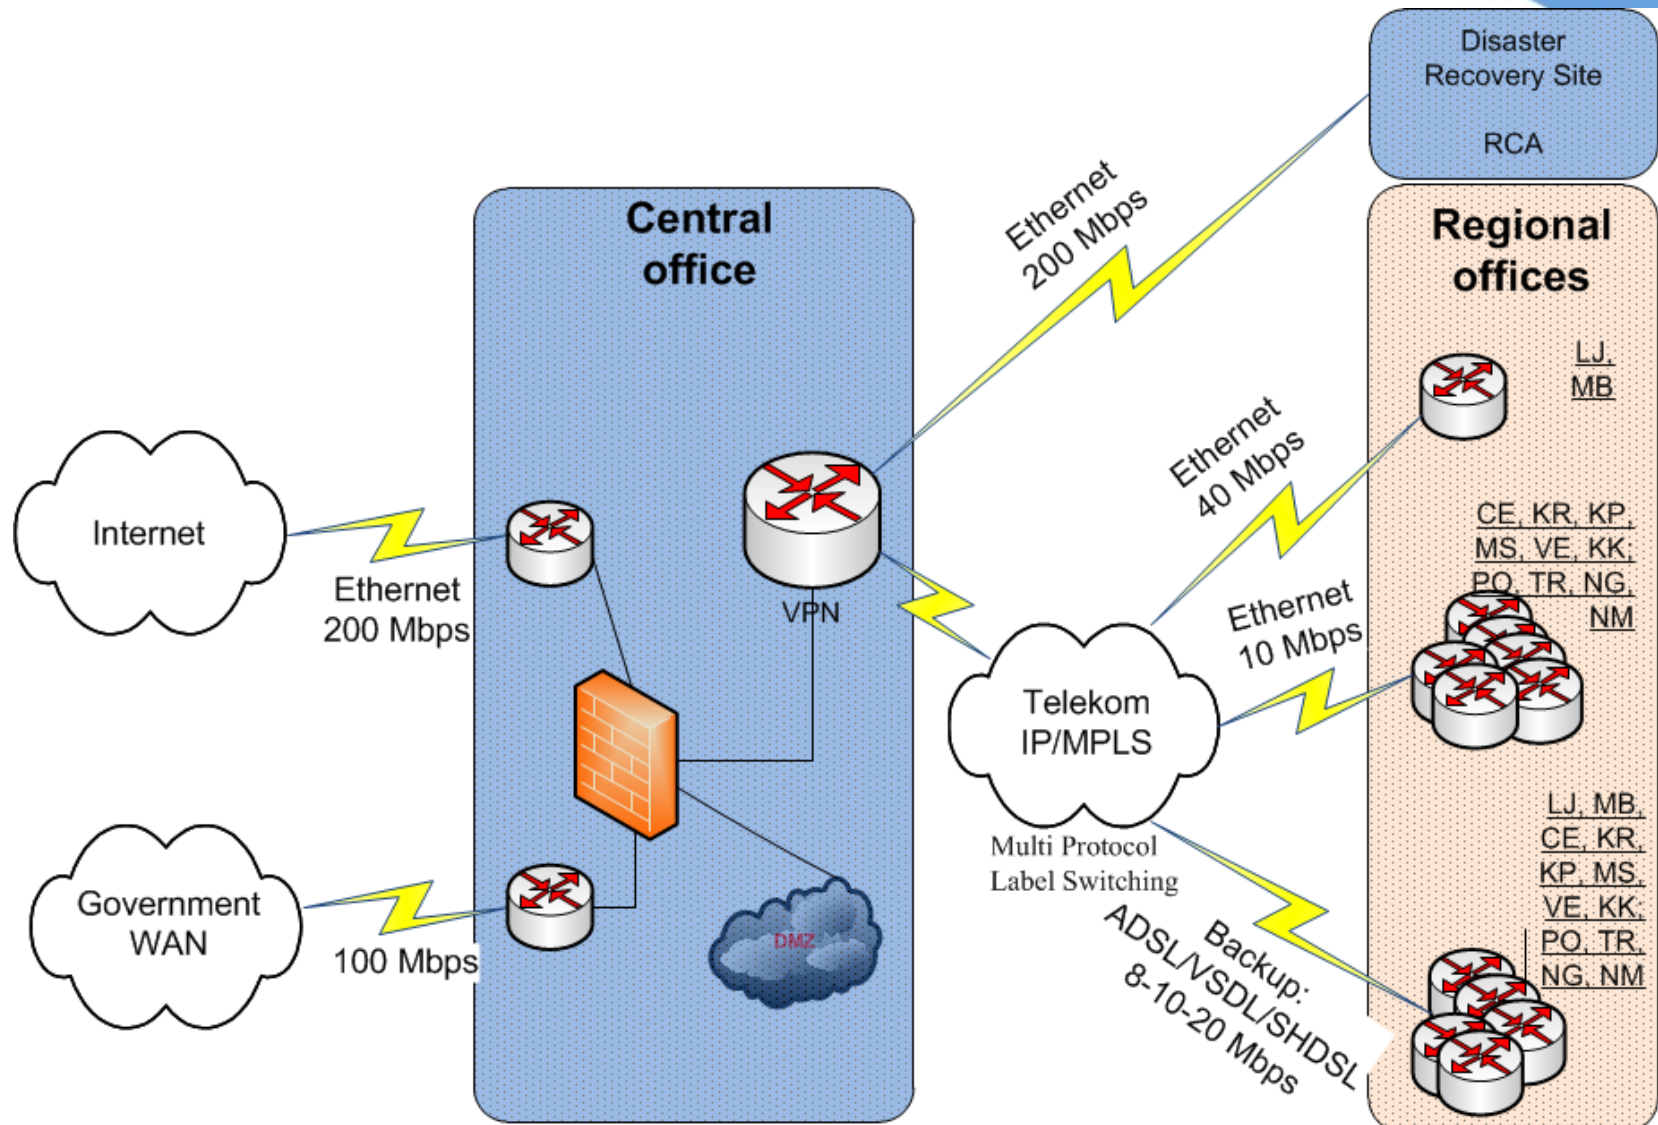 Disaster
Recovery Site
RCA
Central
office
Regional
offices
Ethernet
200 Mbps
LJ,
MB
Ethernet
40 Mbps
Internet
Ethernet
200 Mbps
VPN
CE, KR, KP,
MS, VE, KK;
PO, TR, NG,
NM
Ethernet
10 Mbps
Telekom
IP/MPLS
Multi Protocol
Label Switching
Government
WAN
100 Mbps
DMZ
Backup:
ADSL/VSDL/SHDSL
8-10-20 Mbps
LJ, MB,
CE, KR,
KP, MS,
VE, KK;
PO, TR,
NG, NM